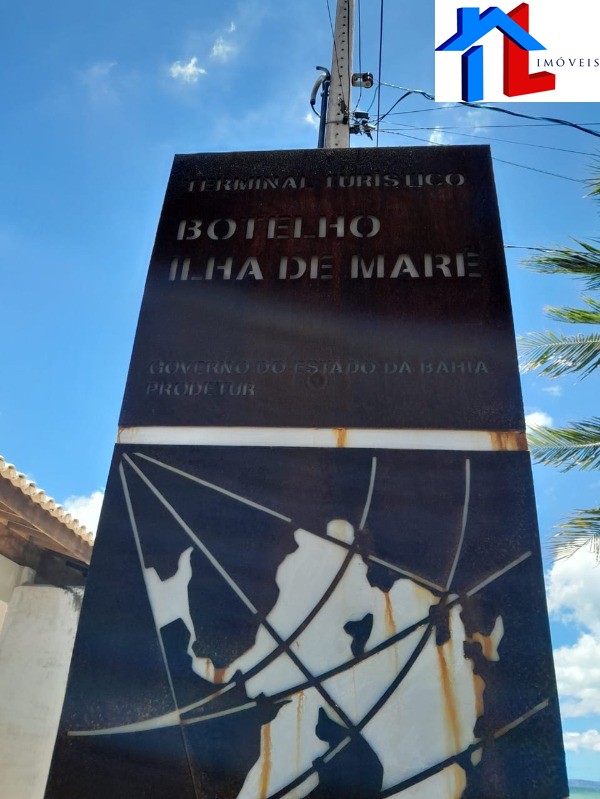 IMÓVEIS
TERMINAL TURÍSTICO
BOTELHO
ILHA DE MARÉ
GOVERNO DO ESTADO DA BAHIA
PRODETUR